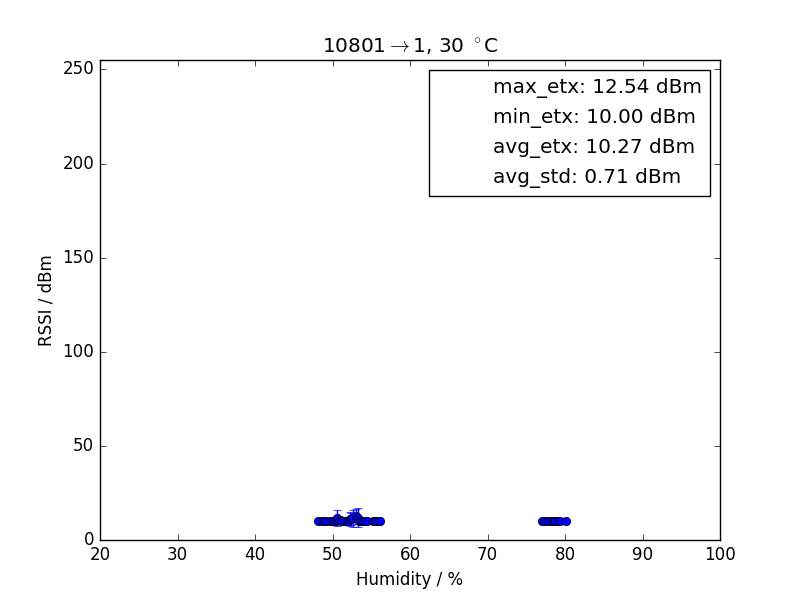 10801→1, 30 °C
max_etx: 12.54 dBm
min_etx: 10.00 dBm
avg_etx: 10.27 dBm
avg_std: 0.71 dBm
RSSI / dBm
250
200
150
100
50
0
20 30 40 50 60 70 80 90 100
Humidity / %